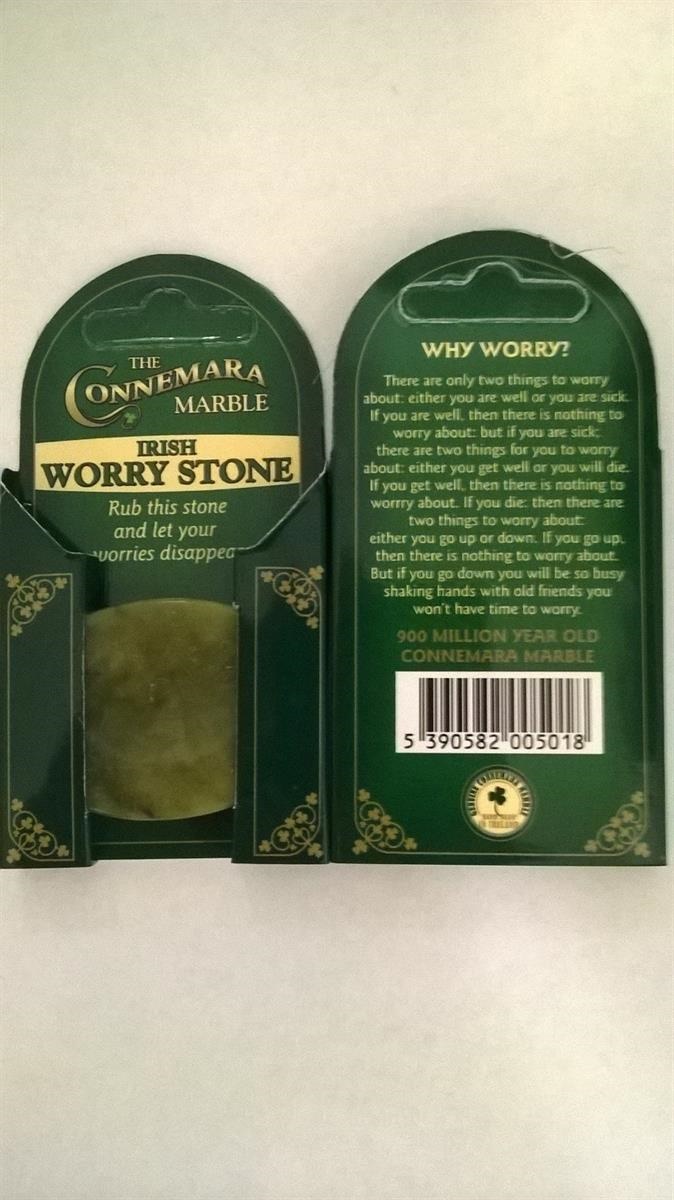 THE
CONNEMARA
MARBLE
IRISH
WORRY STONE
Rub this stone
and let your
worries disappea
WHY WORRY?
There are only two things to worry
about: either you are well or you are sick.
If you are well, then there is nothing to
worry about: but if you are sick;
there are two things for you to worry
about: either you get well or you will die.
If you get well, then there is nothing to
worrry about. If you die: then there are
two things to worry about:
either you go up or down. If you go up,
then there is nothing to worry about.
But if you go down you will be so busy
shaking hands with old friends you
won't have time to worry.
900 MILLION YEAR OLD
CONNEMARA MARBLE
5 390582 005018
IN IRELAND